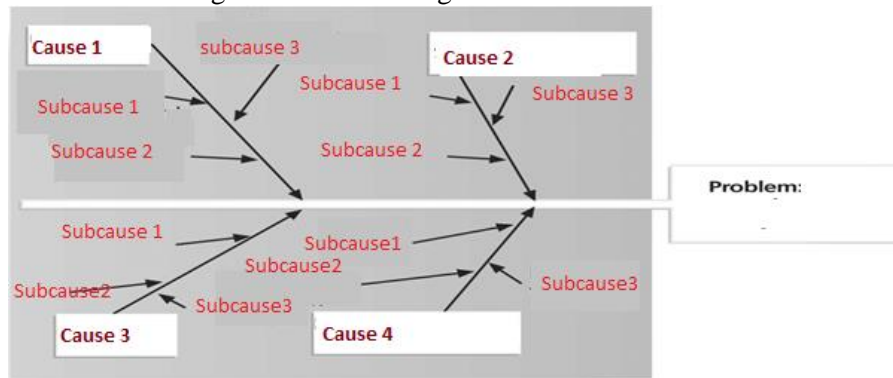 Cause 1
subcause 3
Cause 2
Subcause 1
Subcause 1
Subcause 3
Subcause 2
Subcause 2
Problem:
Subcause 1
Subcause1
Subcause2
Subcause2
Subcause3
Subcause3
Cause 3
Cause 4